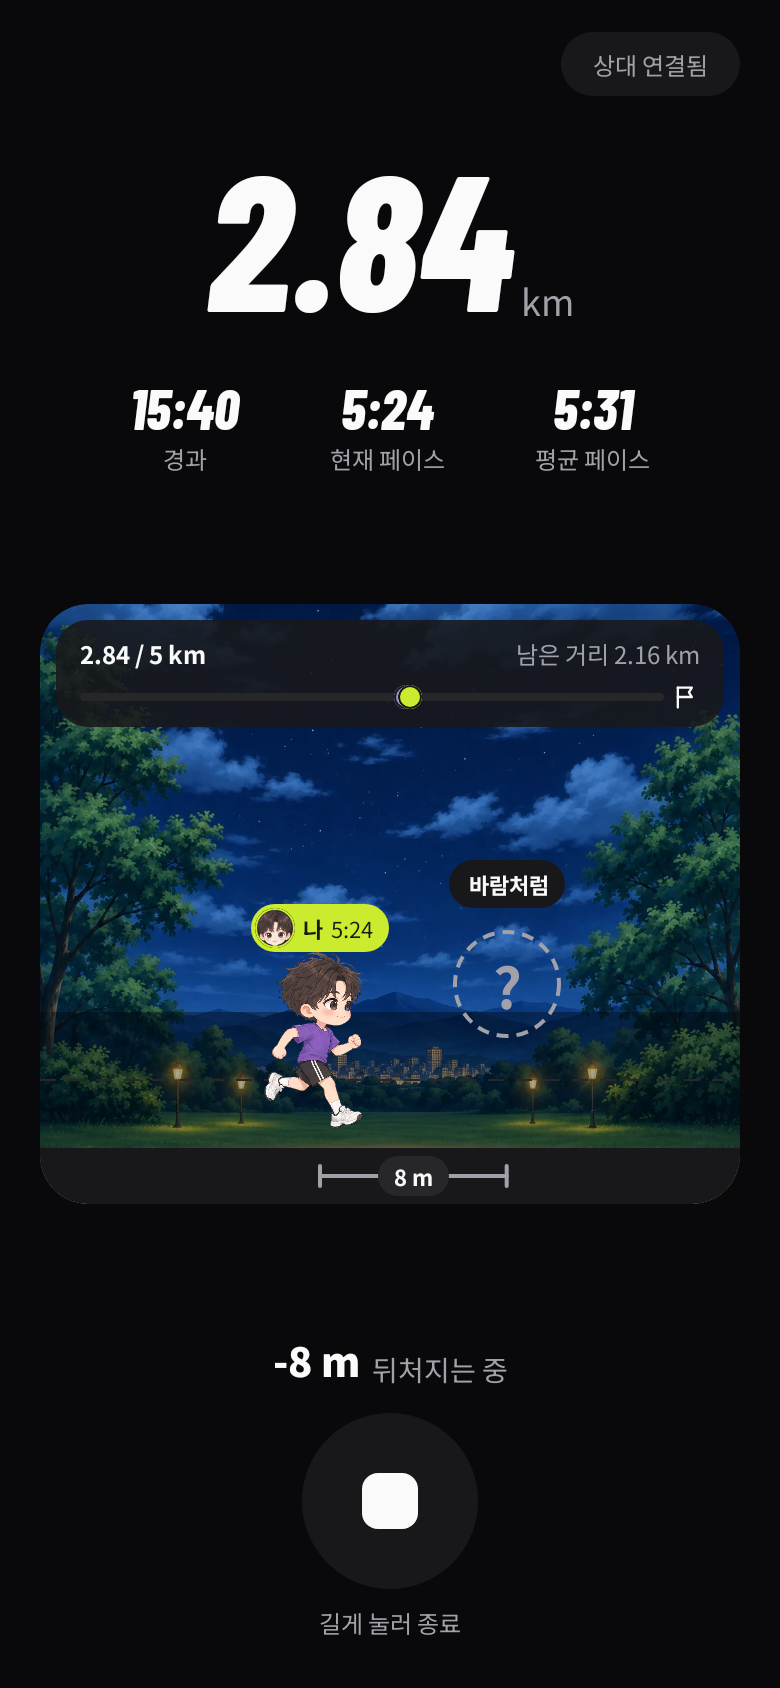 상대 연결됨
2.84 km
15:40 5:24 5:31
경과 현재 페이스 평균 페이스
2.84 / 5 km 남은 거리 2.16 km
바람처럼
나 5:24
?
8 m
-8 m 뒤처지는 중
길게 눌러 종료